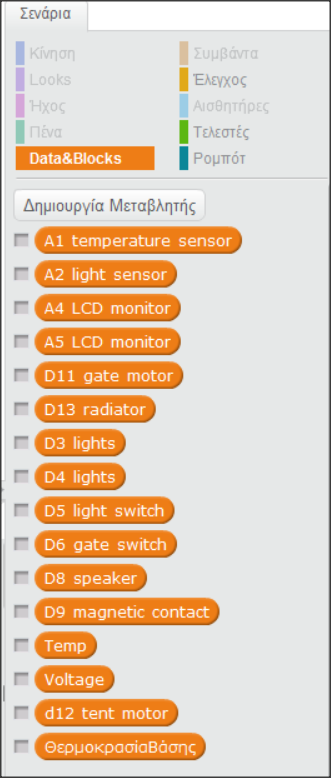 Σενάρια
Κίνηση
Συμβάντα
Looks
Έλεγχος
Ήχος
Αισθητήρες
Πένα
Τελεστές
Data&Blocks
Ρομπότ
Δημιουργία Μεταβλητής
A1 temperature sensor
A2 light sensor
A4 LCD monitor
A5 LCD monitor
D11 gate motor
D13 radiator
D3 lights
D4 lights
D5 light switch
D6 gate switch
D8 speaker
D9 magnetic contact
Temp
Voltage
d12 tent motor
ΘερμοκρασίαΒάσης